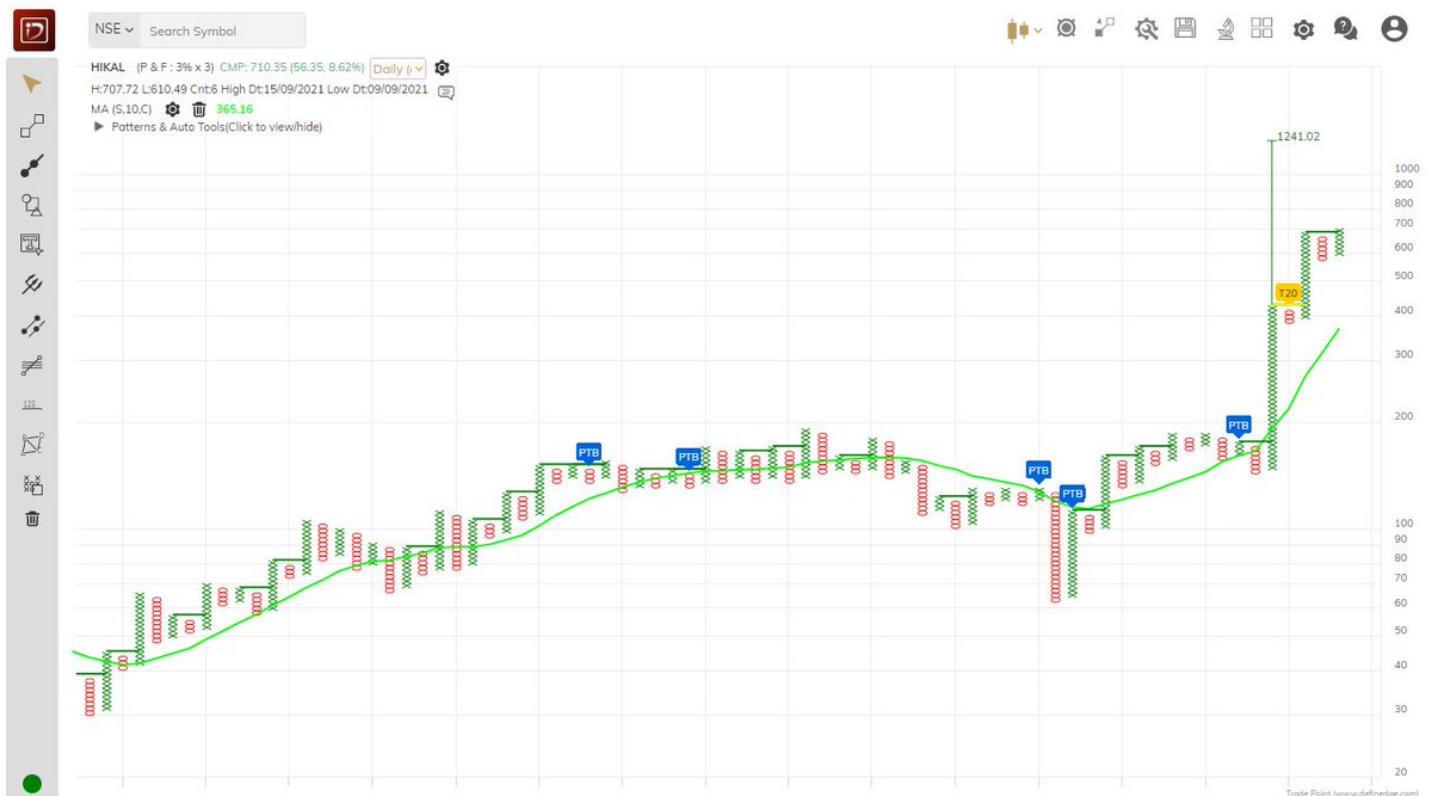 NSE Search Symbol
HIKAL (P & F : 3% x 3) CMP: 710.35 (56.35, 8.62%) Daily (
H:707.72 L:610.49 Cnt:6 High Dt:15/09/2021 Low Dt:09/09/2021
MA (S,10,C) 365.16
Patterns & Auto Tools(Click to view/hide)
1241.02
1000
900
800
700
600
500
T20
400
300
200
PTB
PTB
PTB
PTB
PTB
100
90
80
70
60
50
40
30
20
123
Trade Point (www.definedge.com)